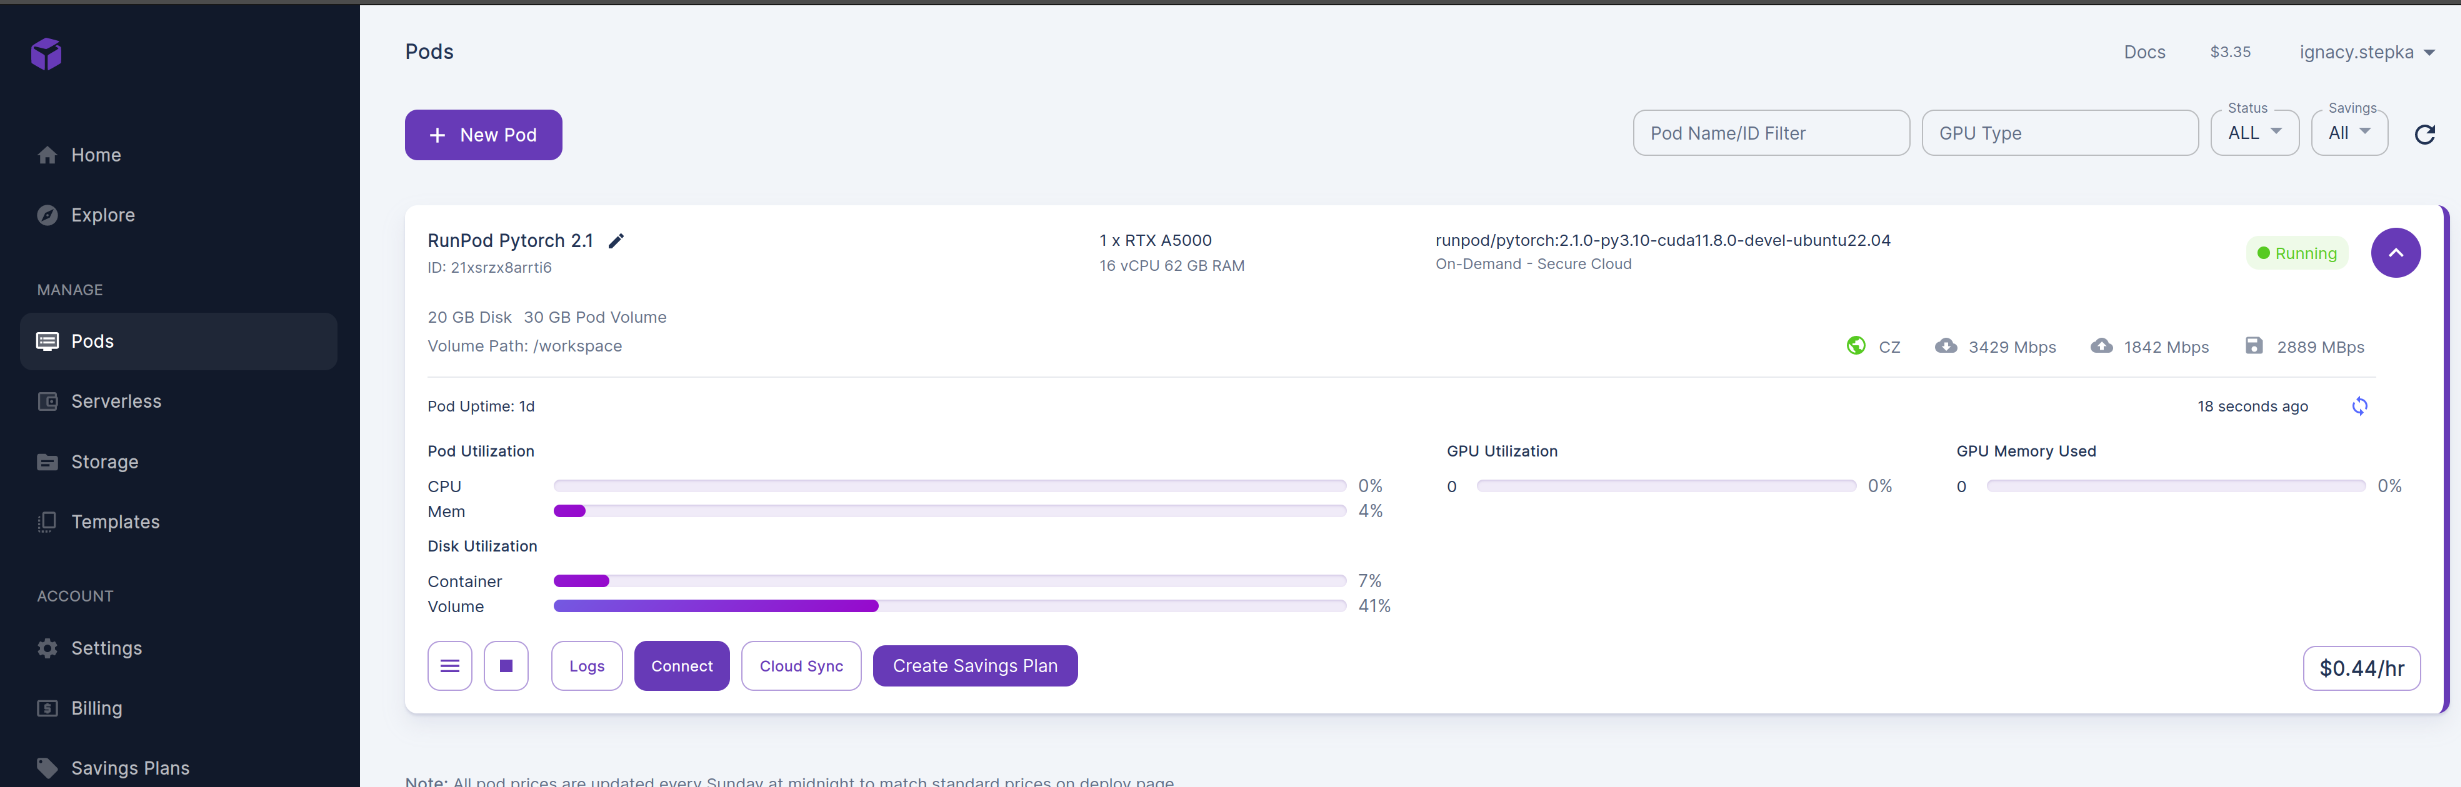 Pods
Docs $3.35 ignacy.stepka
Home
Explore
MANAGE
Pods
Serverless
Storage
Templates
ACCOUNT
Settings
Billing
Savings Plans
+ New Pod
Pod Name/ID Filter
GPU Type
Status
ALL
Savings
All
RunPod Pytorch 2.1
ID: 21xsrzx8arrti6
1 x RTX A5000
16 vCPU 62 GB RAM
runpod/pytorch:2.1.0-py3.10-cuda11.8.0-devel-ubuntu22.04
On-Demand - Secure Cloud
Running
20 GB Disk 30 GB Pod Volume
Volume Path: /workspace
CZ 3429 Mbps 1842 Mbps 2889 MBps
Pod Uptime: 1d
18 seconds ago
Pod Utilization
CPU 0%
Mem 4%
Disk Utilization
Container 7%
Volume 41%
GPU Utilization
0 0%
GPU Memory Used
0 0%
Logs
Connect
Cloud Sync
Create Savings Plan
$0.44/hr
Note: All pod prices are updated every Sunday at midnight to match standard prices on deploy page